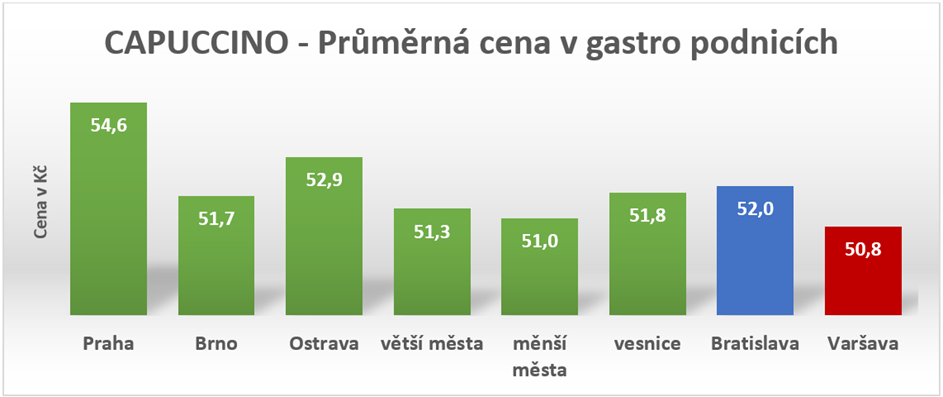 CAPUCCINO - Průměrná cena v gastro podnicích
Cena v Kč
54,6
51,7
52,9
51,3
51,0
51,8
52,0
50,8
Praha
Brno
Ostrava
větší města
měnší
města
vesnice
Bratislava
Varšava